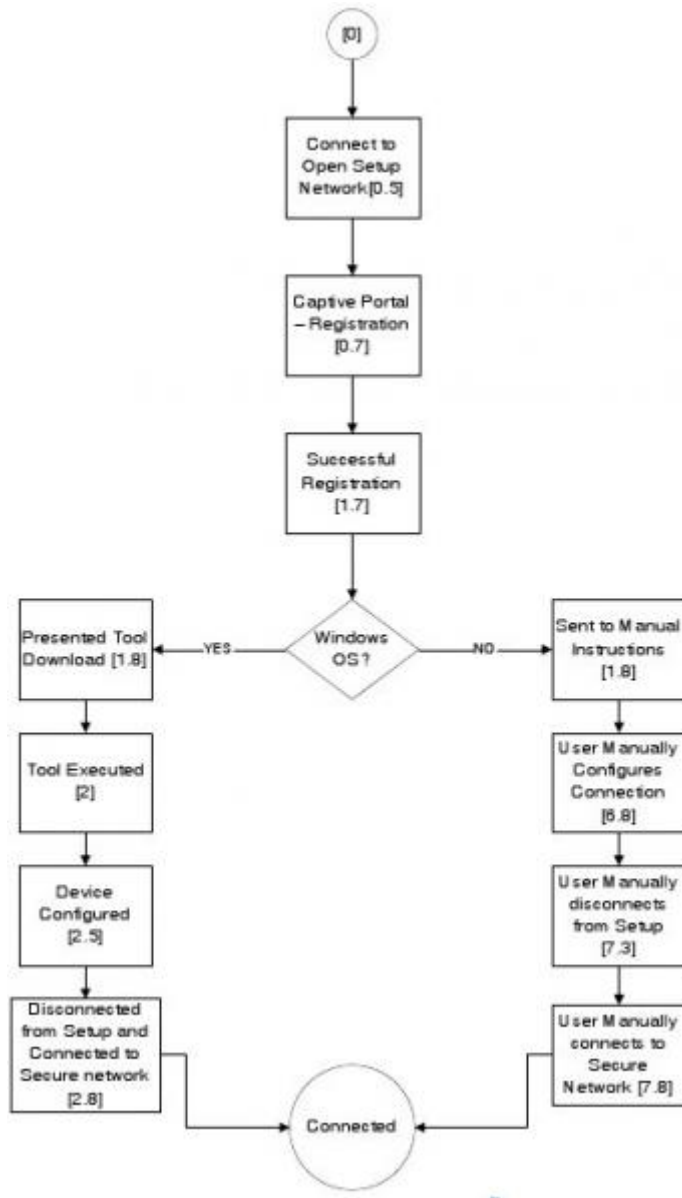 [0]
Connect to
Open Setup
Network[0.5]
Captive Portal
– Registration
[0.7]
Successful
Registration
[1.7]
Windows
OS?
YES
NO
Presented Tool
Download [1.8]
Tool Executed
[2]
Device
Configured
[2.5]
Disconnected
from Setup and
Connected to
Secure network
[2.8]
Sent to Manual
Instructions
[1.8]
User Manually
Configures
Connection
[6.8]
User Manually
disconnects
from Setup
[7.3]
User Manually
connects to
Secure
Network [7.8]
Connected